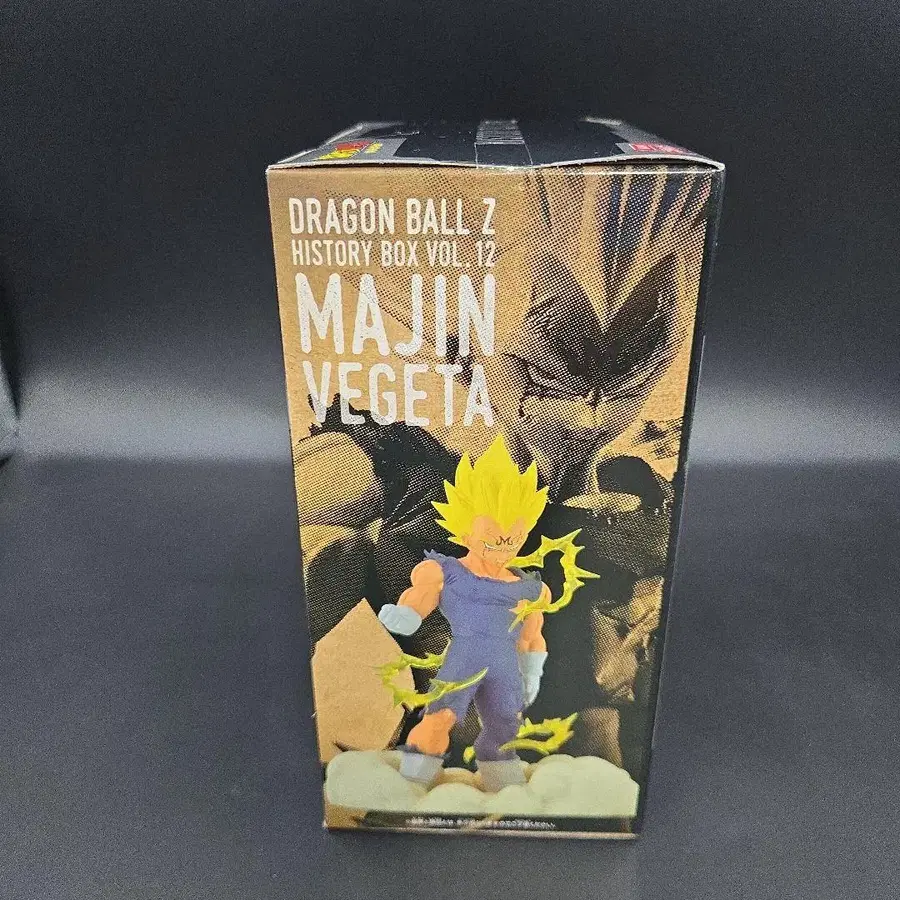 DRAGON BALL Z
HISTORY BOX VOL. 12
MAJIN
VEGETA
M